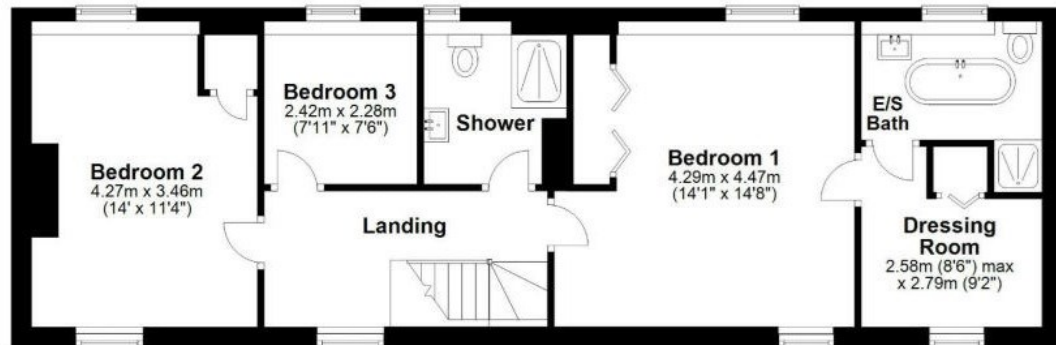 Bedroom 2
4.27m x 3.46m
(14' x 11'4")
Bedroom 3
2.42m x 2.28m
(7'11" x 7'6")
Shower
Landing
Bedroom 1
4.29m x 4.47m
(14'1" x 14'8")
E/S
Bath
Dressing
Room
2.58m (8'6") max
x 2.79m (9'2")